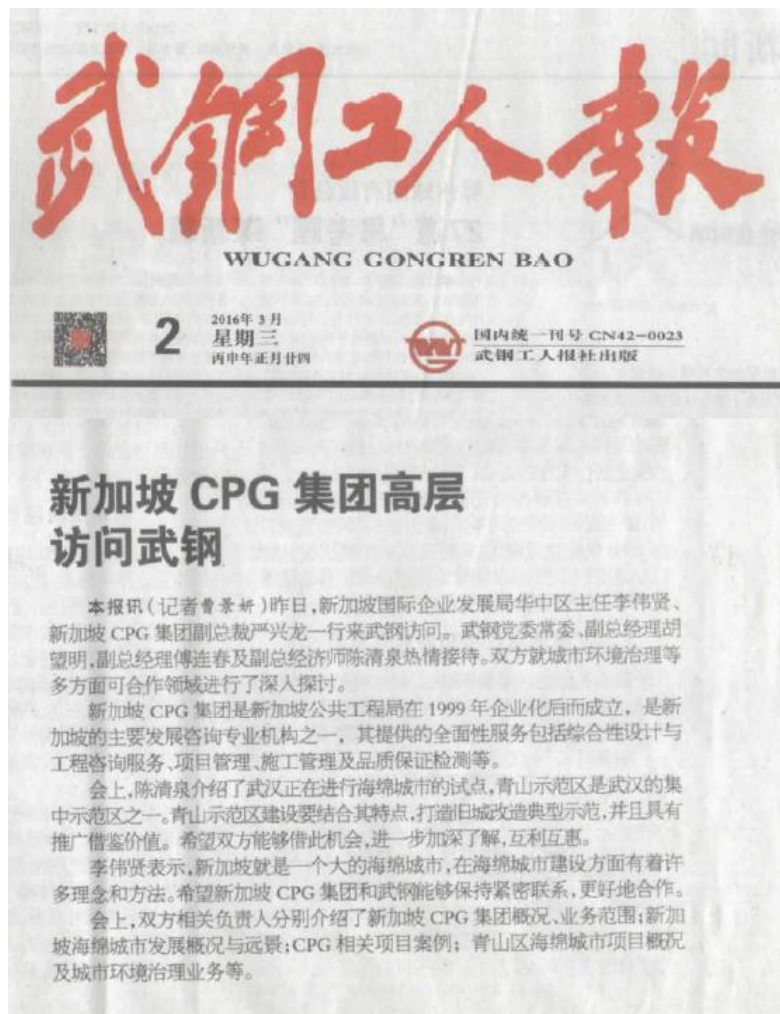 武鋼工人報
WUGANG GONGREN BAO
2
2016年3月
星期三
丙申年正月廿四
国内统一刊号 CN42-0023
武钢工人报社出版
新加坡 CPG 集团高层
访问武钢
本报讯(记者曹景妍)昨日,新加坡国际企业发展局华中区主任李伟贤、
新加坡 CPG 集团副总裁严兴龙一行来武钢访问。武钢党委常委、副总经理胡
望明,副总经理傅连春及副总经济师陈清泉热情接待。双方就城市环境治理等
多方面可合作领域进行了深入探讨。
新加坡 CPG 集团是新加坡公共工程局在 1999 年企业化后而成立，是新
加坡的主要发展咨询专业机构之一，其提供的全面性服务包括综合性设计与
工程咨询服务、项目管理、施工管理及品质保证检测等。
会上,陈清泉介绍了武汉正在进行海绵城市的试点,青山示范区是武汉的集
中示范区之一。青山示范区建设要结合其特点,打造旧城改造典型示范,并且具有
推广借鉴价值。希望双方能够借此机会,进一步加深了解,互利互惠。
李伟贤表示,新加坡就是一个大的海绵城市,在海绵城市建设方面有着许
多理念和方法。希望新加坡 CPG 集团和武钢能够保持紧密联系,更好地合作。
会上,双方相关负责人分别介绍了新加坡 CPG 集团概况、业务范围;新加
坡海绵城市发展概况与远景;CPG 相关项目案例；青山区海绵城市项目概况
及城市环境治理业务等。